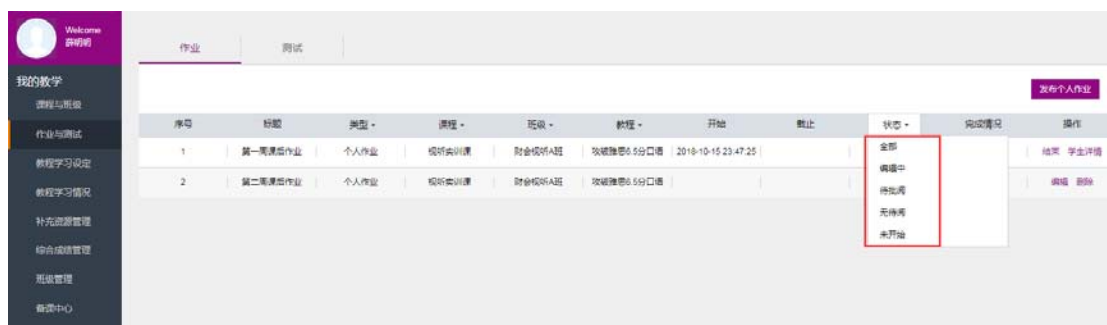 Welcome
薛明明
作业 测试
我的教学
课程与班级
作业与测试
教程学习设定
教程学习情况
补充资源管理
综合成绩管理
班级管理
备课中心
发布个人作业
序号 标题 类型 课程 班级 教程 开始 截止 状态 完成情况 操作
1 第一周课后作业 个人作业 视听实训课 财会视听A班 攻破雅思6.5分口语 2018-10-15 23:47:25 结束 学生详情
2 第二周课后作业 个人作业 视听实训课 财会视听A班 攻破雅思6.5分口语 编辑 删除
全部
编辑中
待批阅
无待阅
未开始